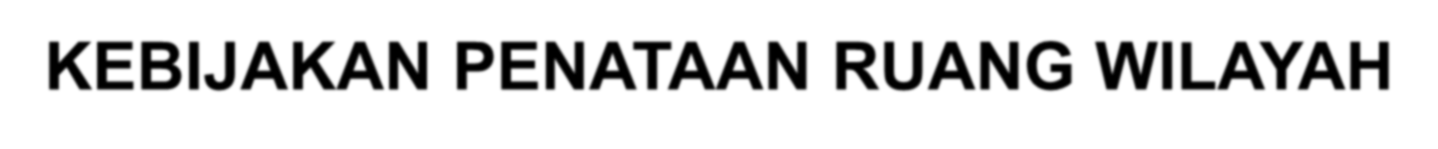 KEBIJAKAN PENATAAN RUANG WILAYAH